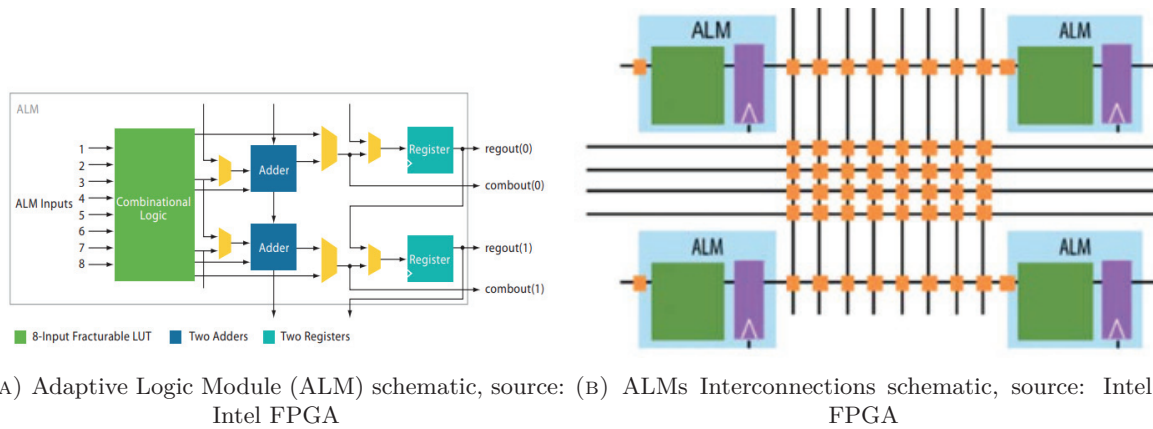 ALM
1
2
3
4
ALM Inputs
5
6
7
8
Combinational
Logic
Adder
Adder
Register
Register
regout(0)
combout(0)
regout(1)
combout(1)
8-Input Fracturable LUT
Two Adders
Two Registers
ALM
ALM
ALM
ALM
A) Adaptive Logic Module (ALM) schematic, source:
Intel FPGA
(B) ALMs Interconnections schematic, source: Intel
FPGA